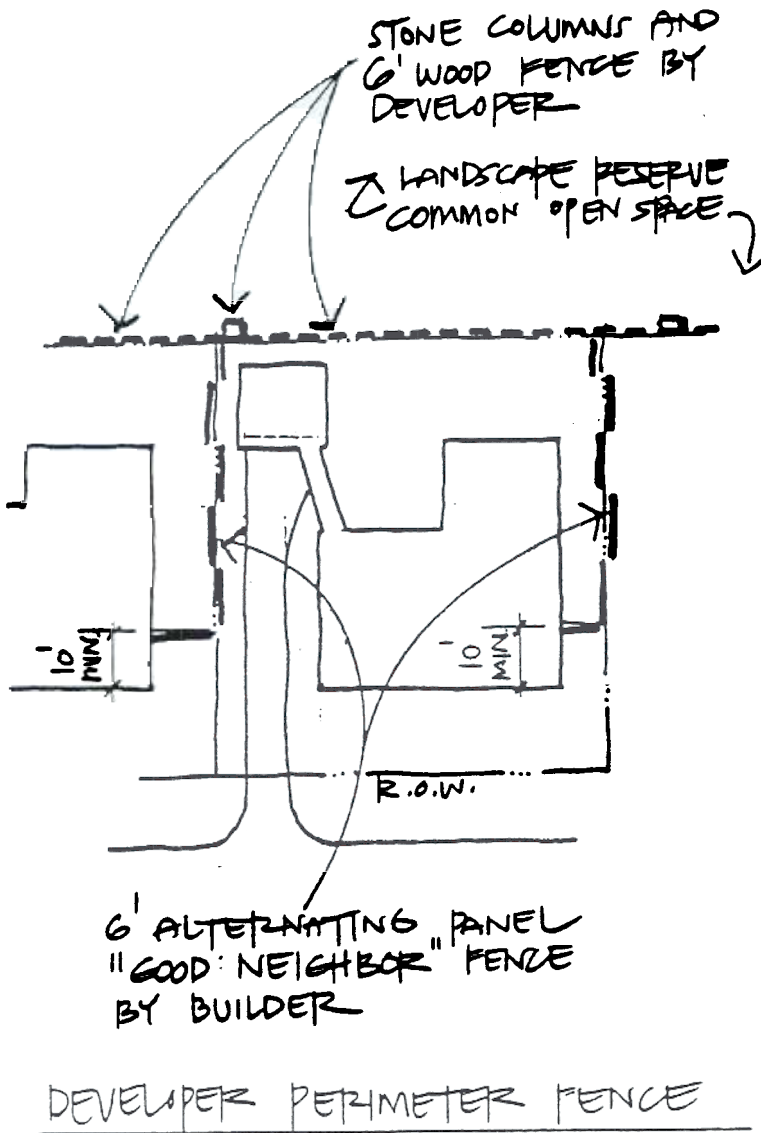 STONE COLUMNS AND
6' WOOD FENCE BY
DEVELOPER
LANDSCAPE RESERVE
COMMON OPEN SPACE
10'
MIN
10'
MIN
R.O.W.
6' ALTERNATING PANEL
"GOOD NEIGHBOR" FENCE
BY BUILDER
DEVELOPER PERIMETER FENCE